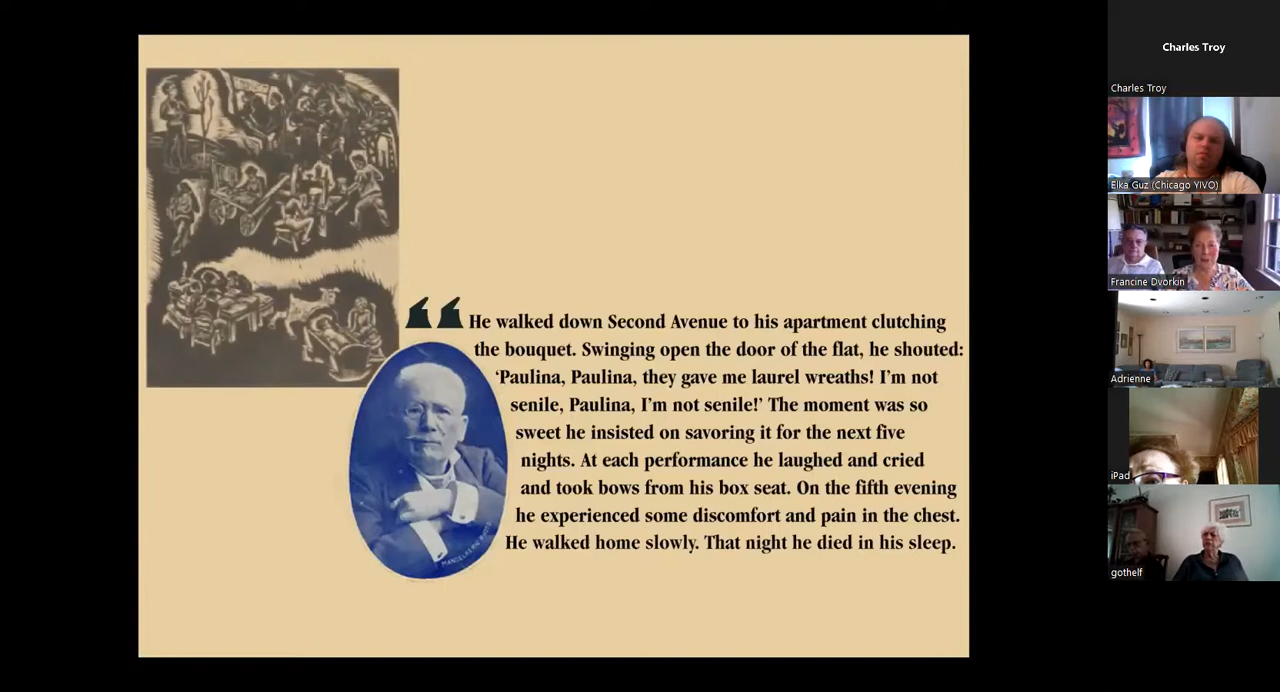 Charles Troy
Charles Troy
Elka Guz (Chicago YIVO)
Francine Dvorkin
Adrienne
iPad
gothelf
❝ He walked down Second Avenue to his apartment clutching
the bouquet. Swinging open the door of the flat, he shouted:
‘Paulina, Paulina, they gave me laurel wreaths! I’m not
senile, Paulina, I’m not senile!’ The moment was so
sweet he insisted on savoring it for the next five
nights. At each performance he laughed and cried
and took bows from his box seat. On the fifth evening
he experienced some discomfort and pain in the chest.
He walked home slowly. That night he died in his sleep.